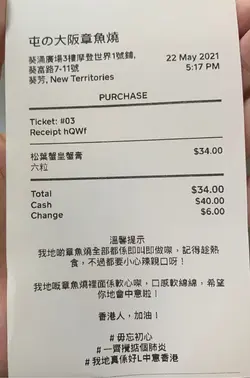 屯の大阪章魚燒
葵涌廣場3樓摩登世界1號鋪,
葵富路7-11號
葵芳, New Territories
22 May 2021
5:17 PM
PURCHASE
Ticket: #03
Receipt hQWf
松葉蟹皇蟹膏
六粒
$34.00
Total
$34.00
Cash
$40.00
Change
$6.00
溫馨提示
我地啲章魚燒全部都係即叫即做㗎，記得趁熱
食，不過都要小心辣親口呀！
我地嘅章魚燒裡面係軟心㗎，口感軟綿綿，希望
你地會中意啦！
香港人，加油！
# 毋忘初心
# 一齊攪掂個肺炎
# 我地真係好L中意香港